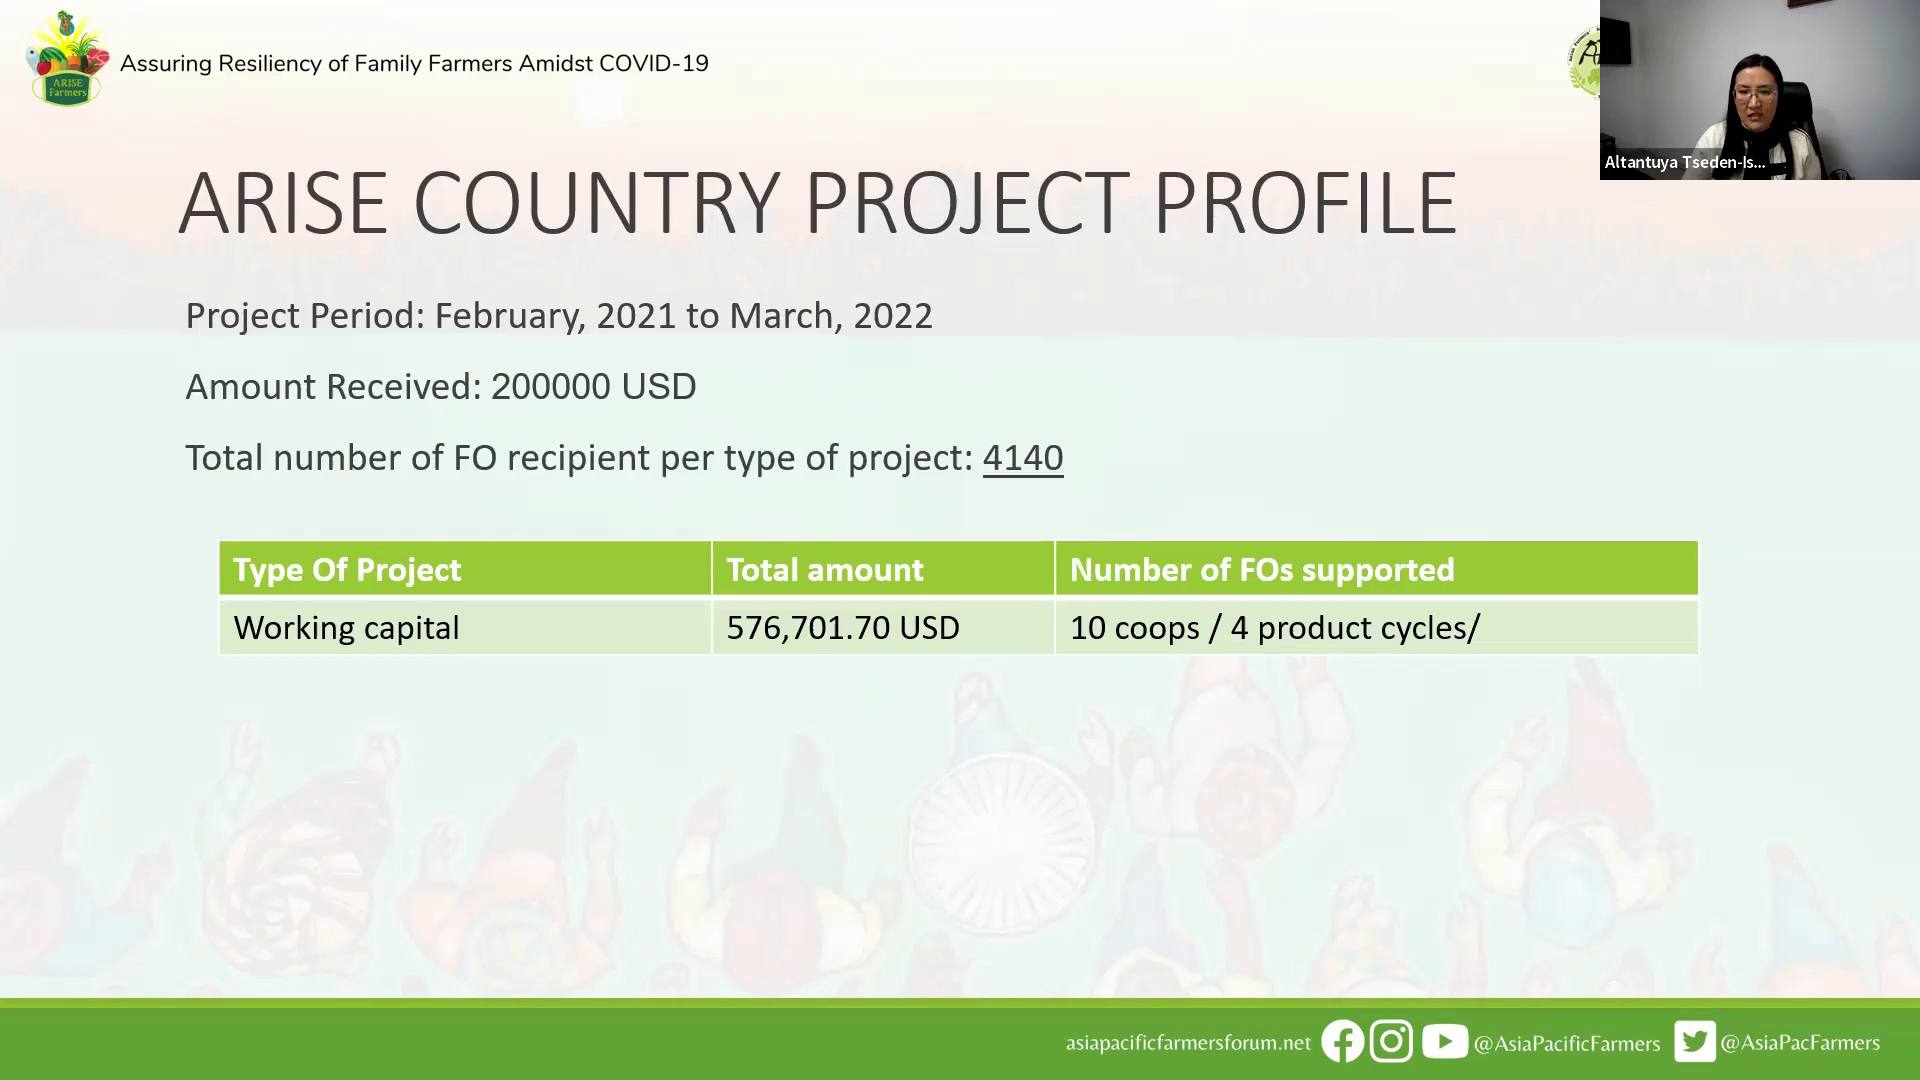 ARISE
Farmers
Assuring Resiliency of Family Farmers Amidst COVID-19
Altantuya Tseden-Is...
ARISE COUNTRY PROJECT PROFILE
Project Period: February, 2021 to March, 2022
Amount Received: 200000 USD
Total number of FO recipient per type of project: 4140
Type Of Project Total amount Number of FOs supported
Working capital 576,701.70 USD 10 coops / 4 product cycles/
asiapacificfarmersforum.net @AsiaPacificFarmers @AsiaPacFarmers